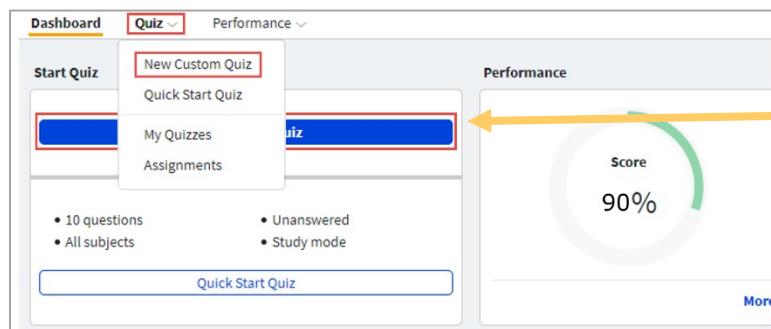 Dashboard Quiz Performance
Start Quiz
New Custom Quiz
Quick Start Quiz
My Quizzes
Assignments
• 10 questions • Unanswered
• All subjects • Study mode
Quick Start Quiz
Performance
Score
90%
More